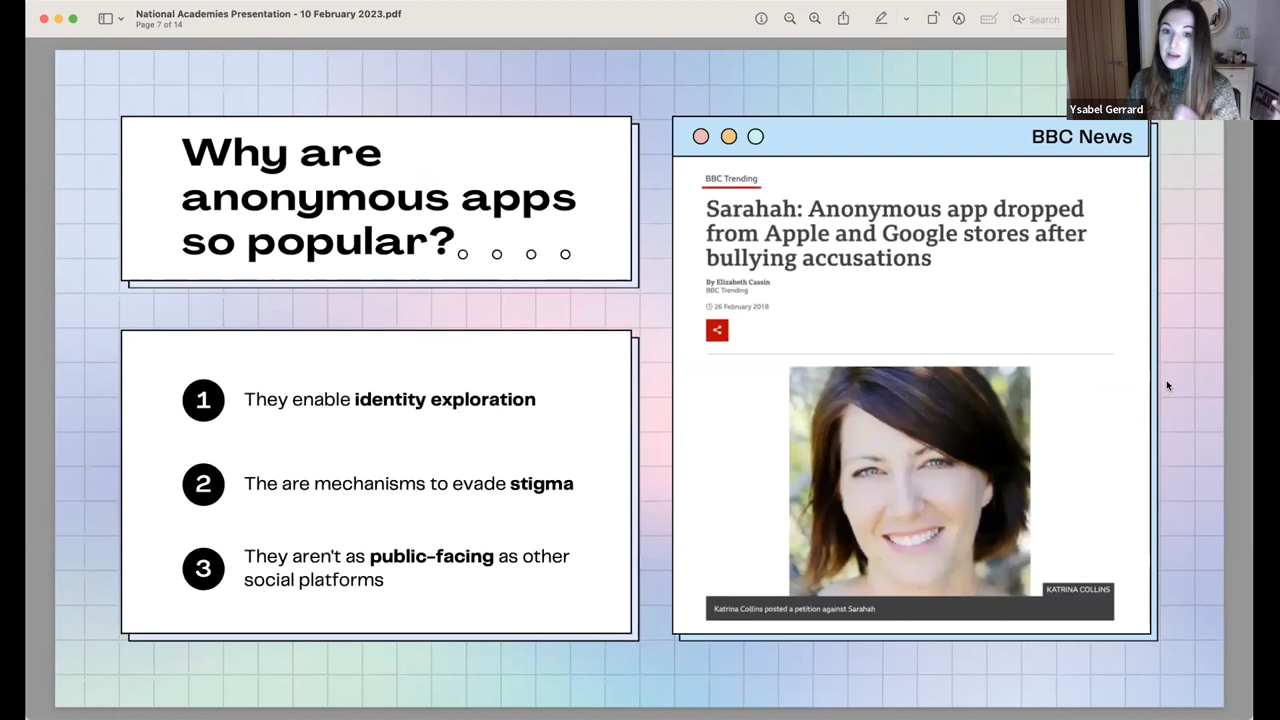 National Academies Presentation - 10 February 2023.pdf
Page 7 of 14
Search
Ysabel Gerrard
Why are
anonymous apps
so popular?
1 They enable identity exploration
2 The are mechanisms to evade stigma
3 They aren't as public-facing as other
social platforms
BBC News
BBC Trending
Sarahah: Anonymous app dropped
from Apple and Google stores after
bullying accusations
By Elizabeth Cassin
BBC Trending
26 February 2018
KATRINA COLLINS
Katrina Collins posted a petition against Sarahah